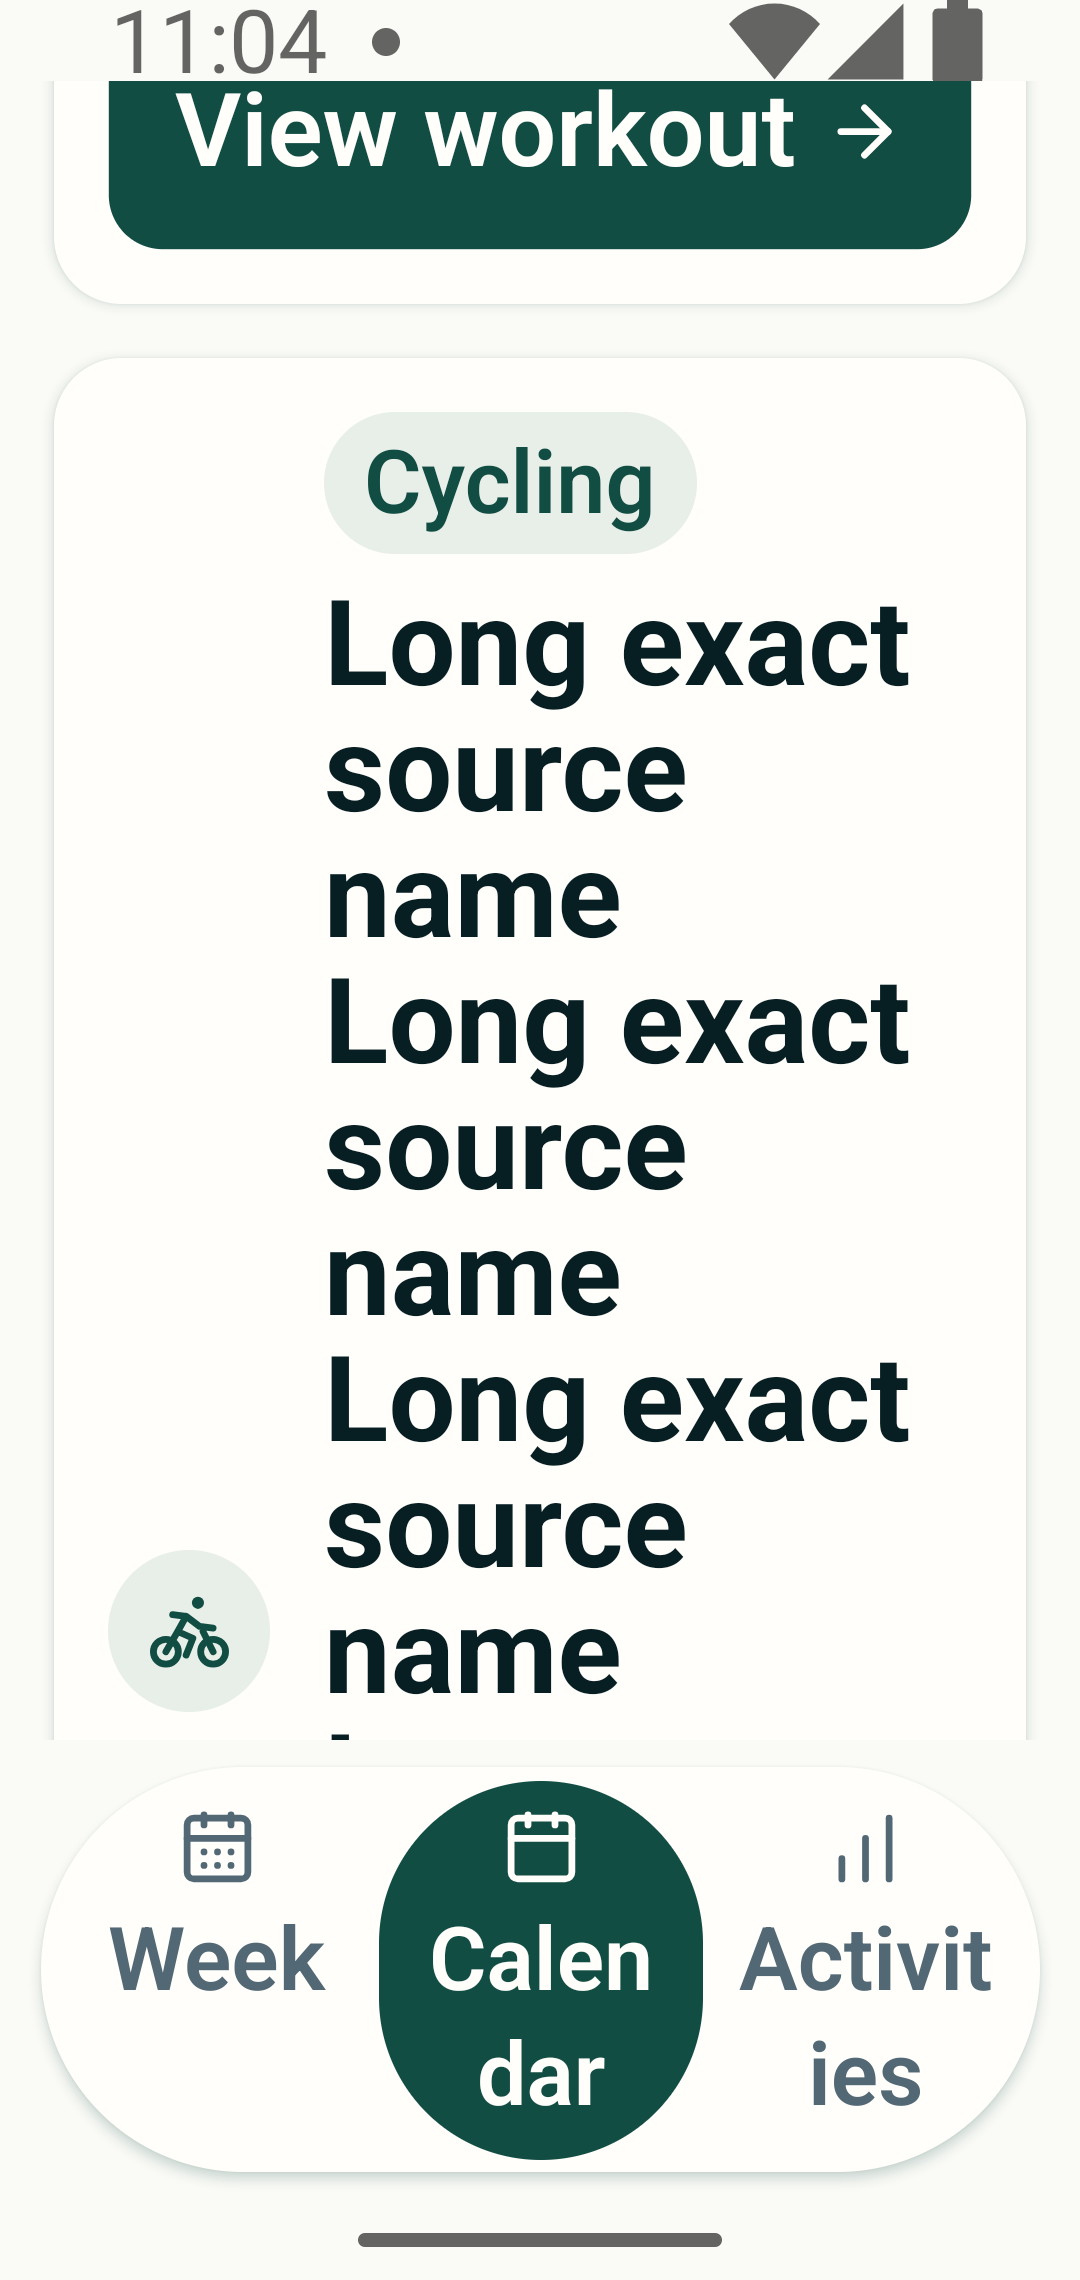 11:04
View workout
Cycling
Long exact
source
name
Long exact
source
name
Long exact
source
name
Week
Calen
dar
Activit
ies